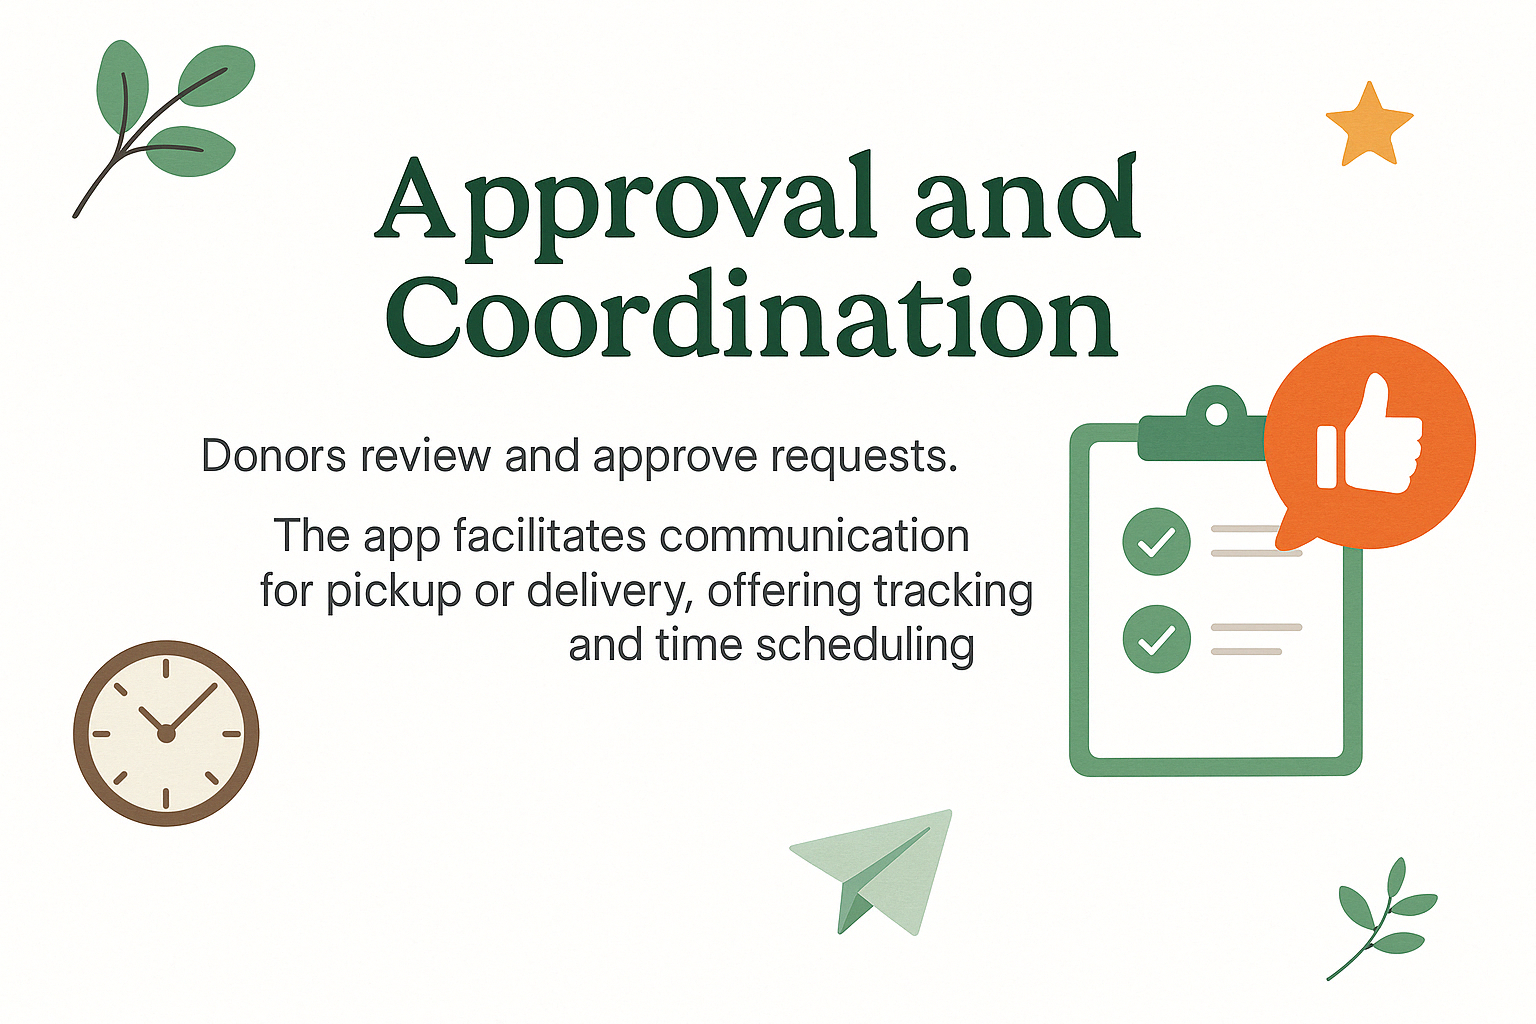 Approval and
Coordination
Donors review and approve requests.
The app facilitates communication
for pickup or delivery, offering tracking
and time scheduling